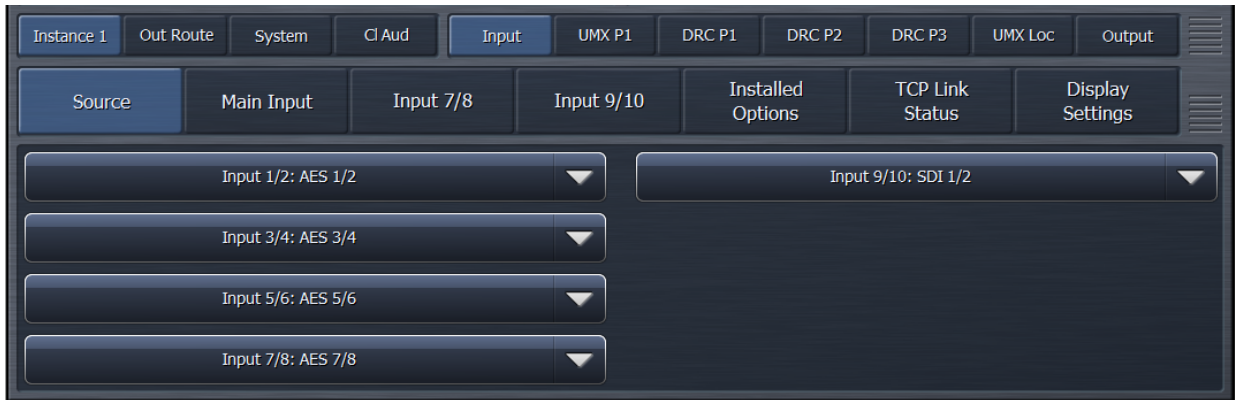 Instance 1 Out Route System Cl Aud Input UMX P1 DRC P1 DRC P2 DRC P3 UMX Loc Output
Source Main Input Input 7/8 Input 9/10 Installed Options TCP Link Status Display Settings
Input 1/2: AES 1/2 Input 9/10: SDI 1/2
Input 3/4: AES 3/4
Input 5/6: AES 5/6
Input 7/8: AES 7/8